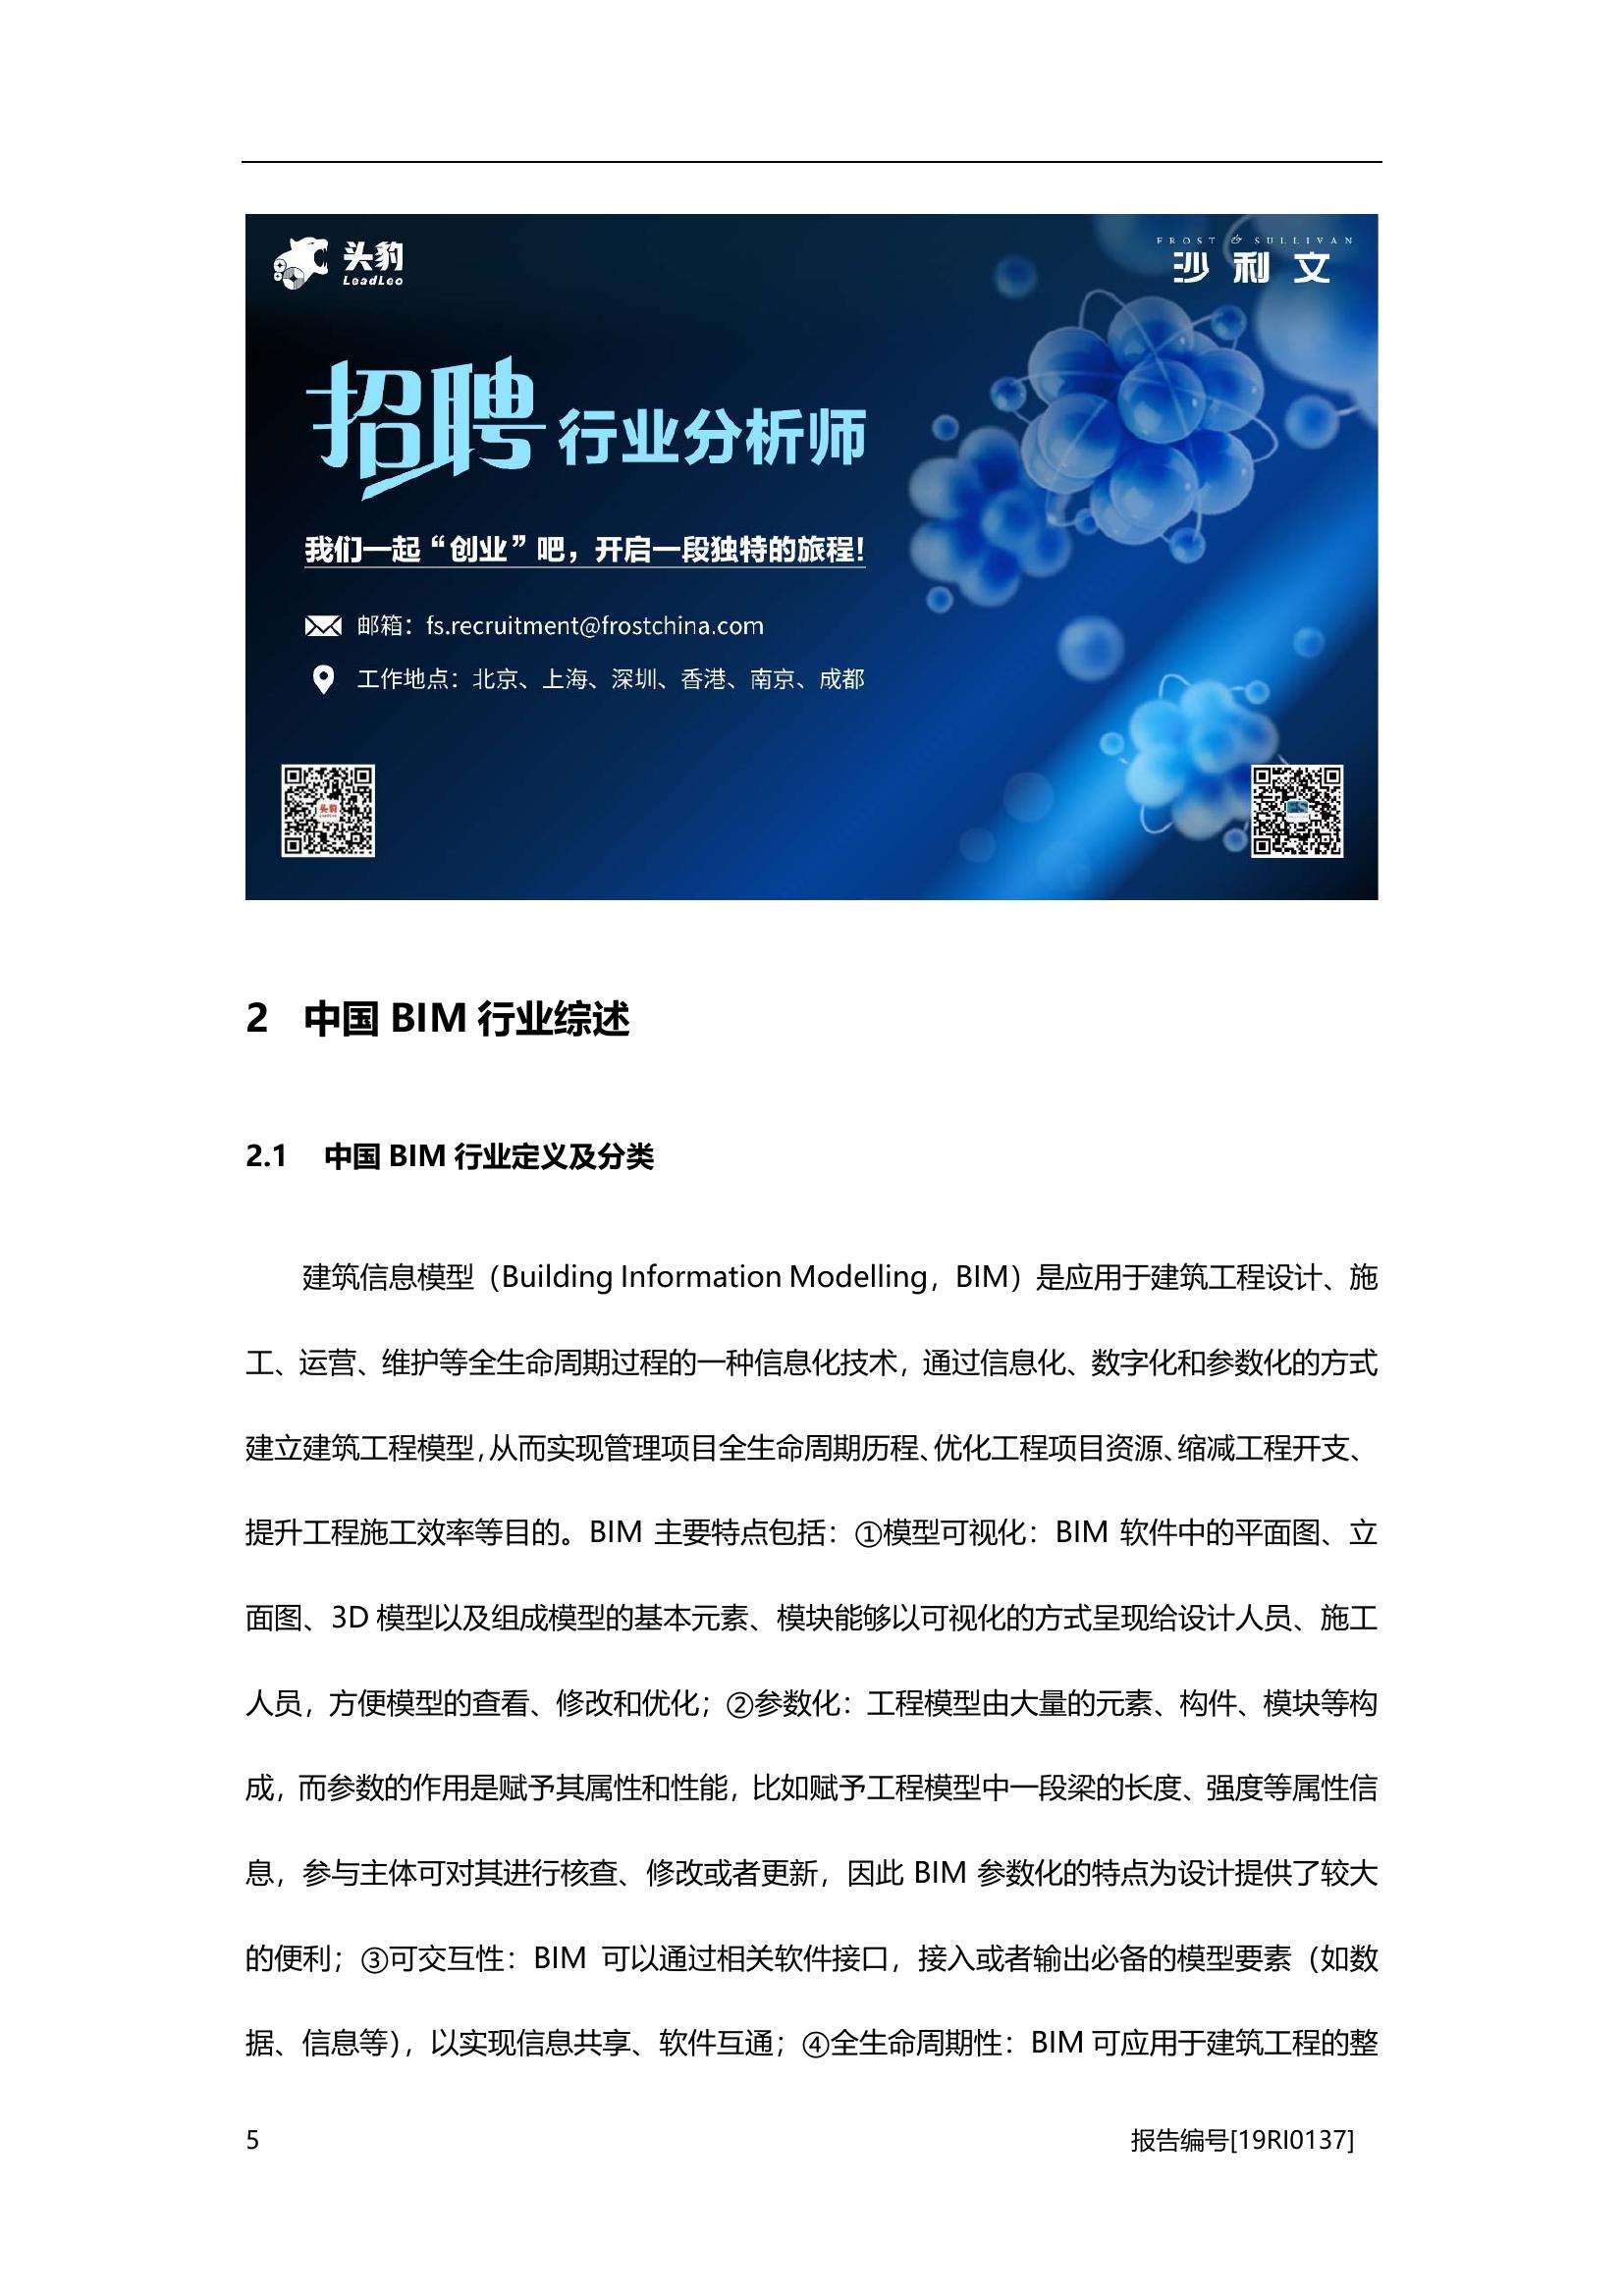 头豹
LeadLeo
FROST & SULLIVAN
沙利文
招聘 行业分析师
我们一起“创业”吧，开启一段独特的旅程！
邮箱：fs.recruitment@frostchina.com
工作地点：北京、上海、深圳、香港、南京、成都
头豹
2 中国 BIM 行业综述
2.1 中国 BIM 行业定义及分类
建筑信息模型（Building Information Modelling，BIM）是应用于建筑工程设计、施
工、运营、维护等全生命周期过程的一种信息化技术，通过信息化、数字化和参数化的方式
建立建筑工程模型，从而实现管理项目全生命周期历程、优化工程项目资源、缩减工程开支、
提升工程施工效率等目的。BIM 主要特点包括：①模型可视化：BIM 软件中的平面图、立
面图、3D 模型以及组成模型的基本元素、模块能够以可视化的方式呈现给设计人员、施工
人员，方便模型的查看、修改和优化；②参数化：工程模型由大量的元素、构件、模块等构
成，而参数的作用是赋予其属性和性能，比如赋予工程模型中一段梁的长度、强度等属性信
息，参与主体可对其进行核查、修改或者更新，因此 BIM 参数化的特点为设计提供了较大
的便利；③可交互性：BIM 可以通过相关软件接口，接入或者输出必备的模型要素（如数
据、信息等），以实现信息共享、软件互通；④全生命周期性：BIM 可应用于建筑工程的整
5
报告编号[19RI0137]